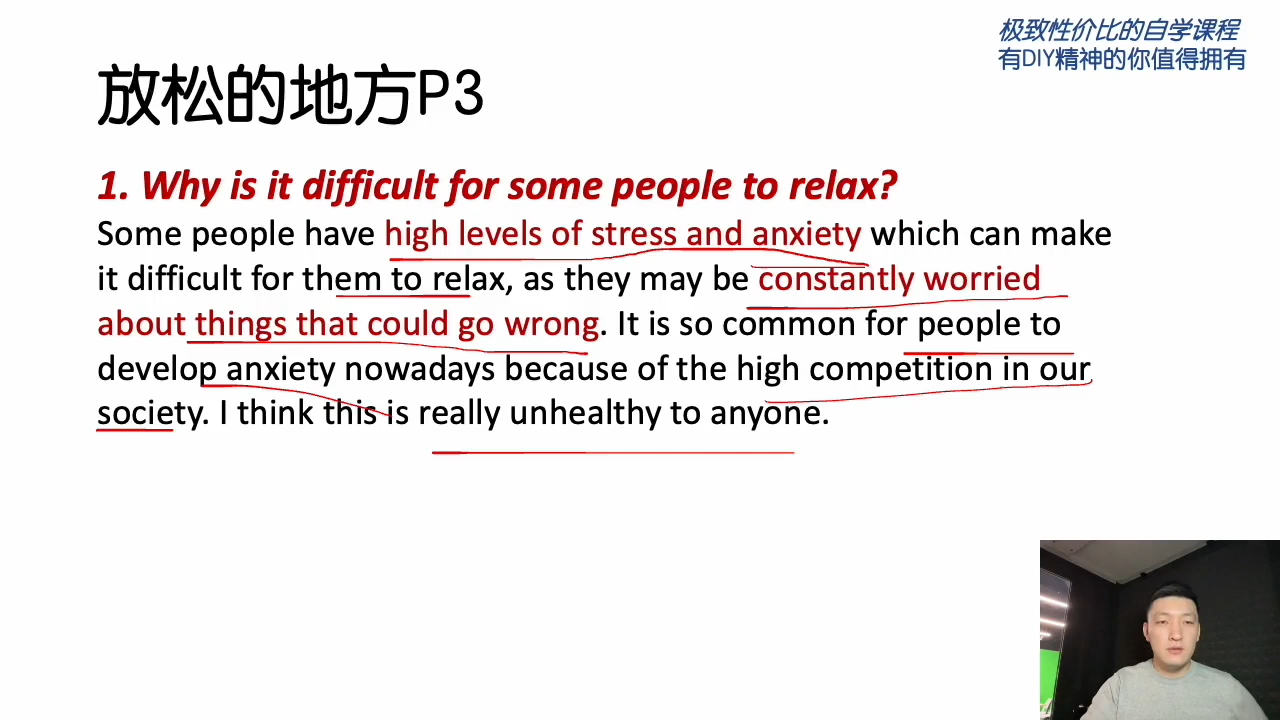 极致性价比的自学课程
有DIY精神的你值得拥有
放松的地方P3
1. Why is it difficult for some people to relax?
Some people have high levels of stress and anxiety which can make
it difficult for them to relax, as they may be constantly worried
about things that could go wrong. It is so common for people to
develop anxiety nowadays because of the high competition in our
society. I think this is really unhealthy to anyone.